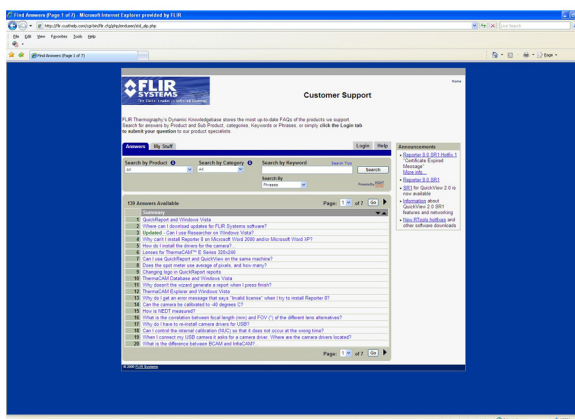 Find Answers (Page 1 of 7) - Microsoft Internet Explorer provided by FLIR
File Edit View Favorites Tools Help
Find Answers (Page 1 of 7)
Page
Home
FLIR
SYSTEMS
Customer Support
FLIR Thermography's Dynamic Knowledgebase stores the most up-to-date FAQs of the products we support.
Search for answers by Product and Sub Product, categories, Keywords or Phrases, or simply click the Login tab
to submit your question to our product specialists.
Answers My Stuff Login Help
Search by Product Search by Category Search by Keyword Search Tips
All All Search
Search By
Phrases Powered By
Announcements
Reporter 8.0 SR1 Hotfix 1
"Certificate Expired
Message"
More info...
Reporter 8.0 SR1
SR1 for QuickView 2.0 is
now available
Information about
QuickView 2.0 SR1
features and networking
New IRTools hotfixes and
other software downloads
139 Answers Available Page: 1 of 7 Go
Summary
1 QuickReport and Windows Vista
2 Where can I download updates for FLIR Systems software?
3 Updated - Can I use Researcher on Windows Vista?
4 Why can't I install Reporter 8 on Microsoft Word 2000 and/or Microsoft Word XP?
5 How do I install the drivers for the camera?
6 Lenses for ThermaCAM™ E Series 320x240
7 Can I use QuickReport and QuickView on the same machine?
8 Does the spot meter use average of pixels, and how many?
9 Changing logo in QuickReport reports
10 ThermaCAM Database and Windows Vista
11 Why doesn't the wizard generate a report when I press finish?
12 ThermaCAM Explorer and Windows Vista
13 Why do I get an error message that says "Invalid license" when I try to install Reporter 8?
14 Can the camera be calibrated to -40 degrees C?
15 How is NEDT measured?
16 What is the correlation between focal length (mm) and FOV (°) of the different lens alternatives?
17 Why do I have to re-install camera drivers for USB?
18 Can I control the internal calibration (NUC) so that it does not occur at the wrong time?
19 When I connect my USB camera it asks for a camera driver. Where are the camera drivers located?
20 What is the difference between BCAM and InfraCAM?
Page: 1 of 7 Go
© 2008 FLIR Systems